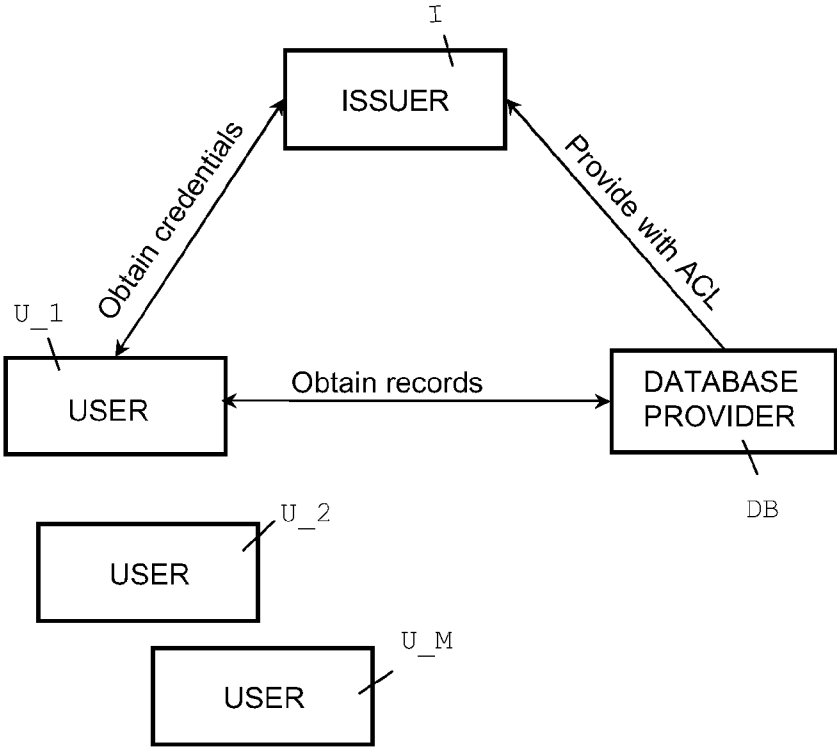 I
ISSUER
Obtain credentials
Provide with ACL
U_1
USER
Obtain records
DATABASE
PROVIDER
DB
U_2
USER
U_M
USER